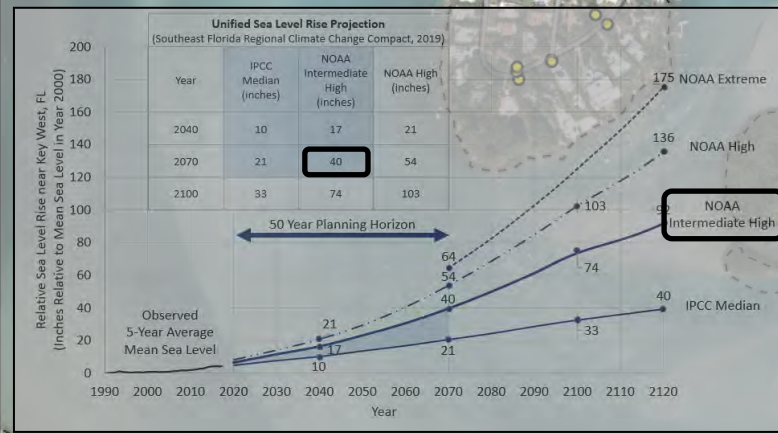 Unified Sea Level Rise Projection
(Southeast Florida Regional Climate Change Compact, 2019)
Year
IPCC
Median
(inches)
NOAA
Intermediate
High
(inches)
NOAA High
(inches)
2040 10 17 21
2070 21 40 54
2100 33 74 103
Relative Sea Level Rise near Key West, FL
(Inches Relative to Mean Sea Level in Year 2000)
200
180
160
140
120
100
80
60
40
20
0
50 Year Planning Horizon
Observed
5-Year Average
Mean Sea Level
175 NOAA Extreme
136
NOAA High
103
92
NOAA
Intermediate High
74
64
54
40
40
IPCC Median
33
21
17
10
21
1990 2000 2010 2020 2030 2040 2050 2060 2070 2080 2090 2100 2110 2120
Year